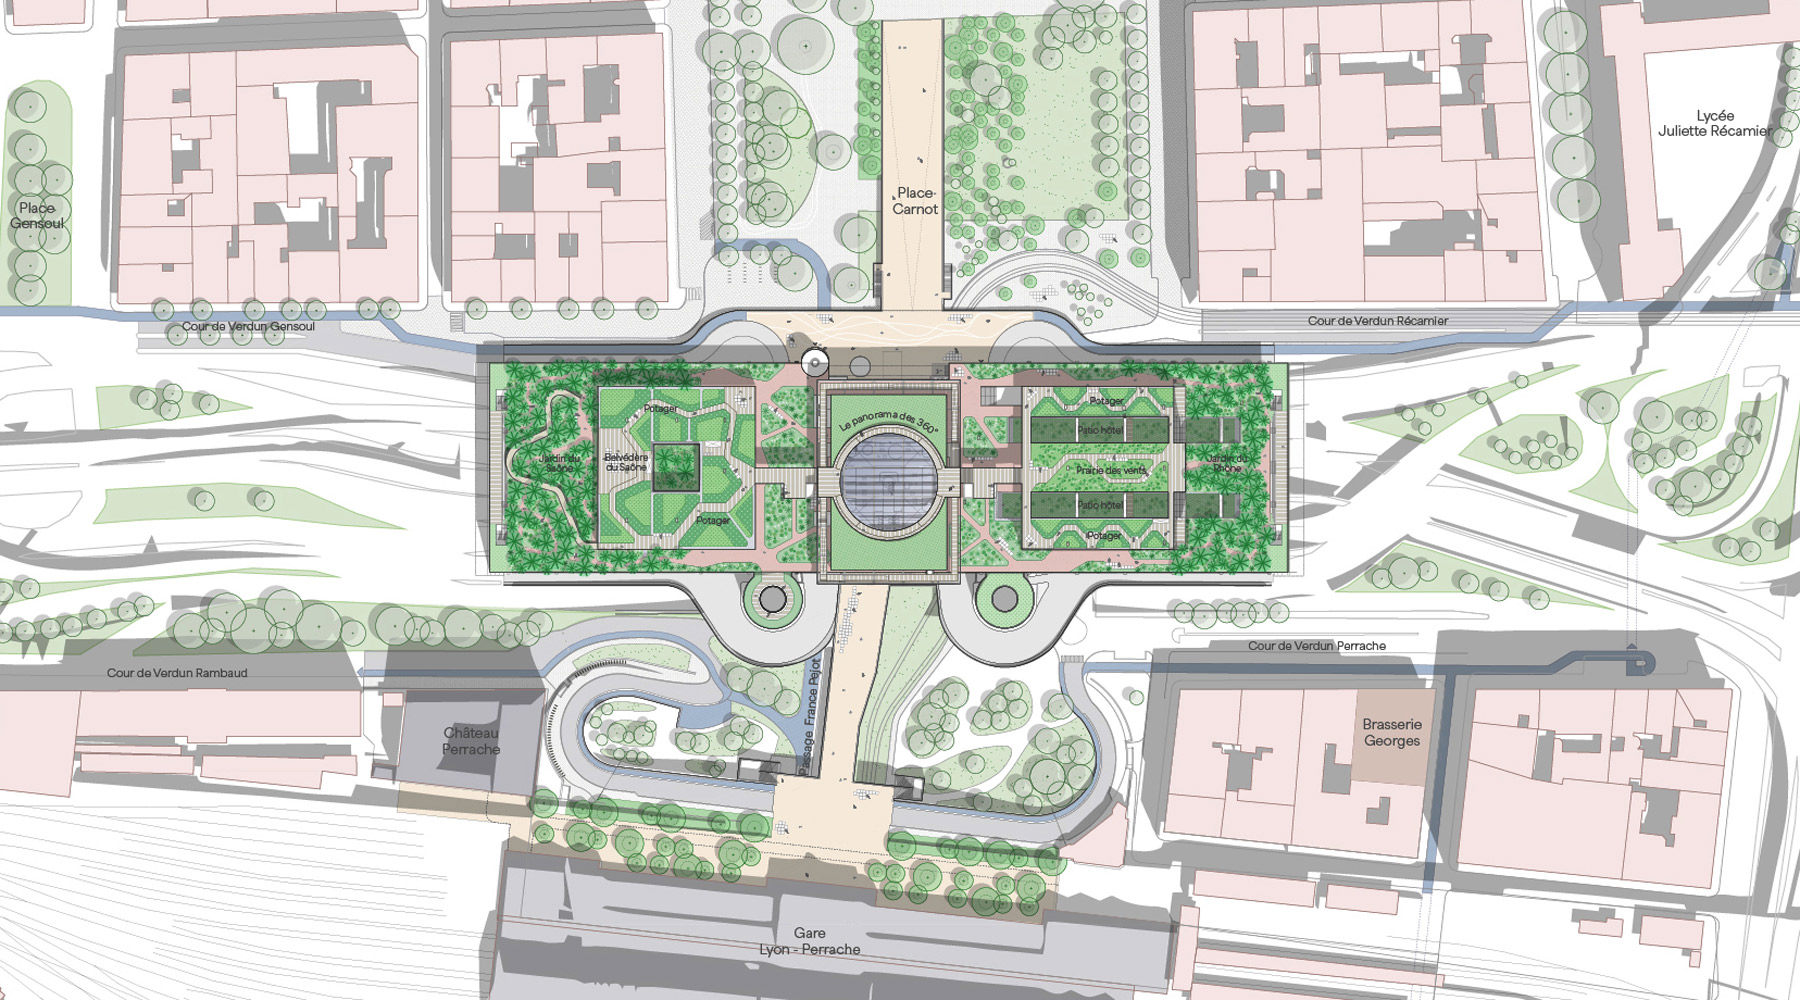 Lycée
Juliette Récamier
Place
Gensoul
Place
Carnot
Cour de Verdun Gensoul
Cour de Verdun Récamier
Potager
Potager
Le panorama des 360°
Patio hôtel
Jardin du
Saône
Belvédère
du Saône
Prairie des vents
Jardin du
Rhône
Patio hôtel
Potager
Potager
Cour de Verdun Rambaud
Cour de Verdun Perrache
Passage France Pejot
Château
Perrache
Brasserie
Georges
Gare
Lyon - Perrache